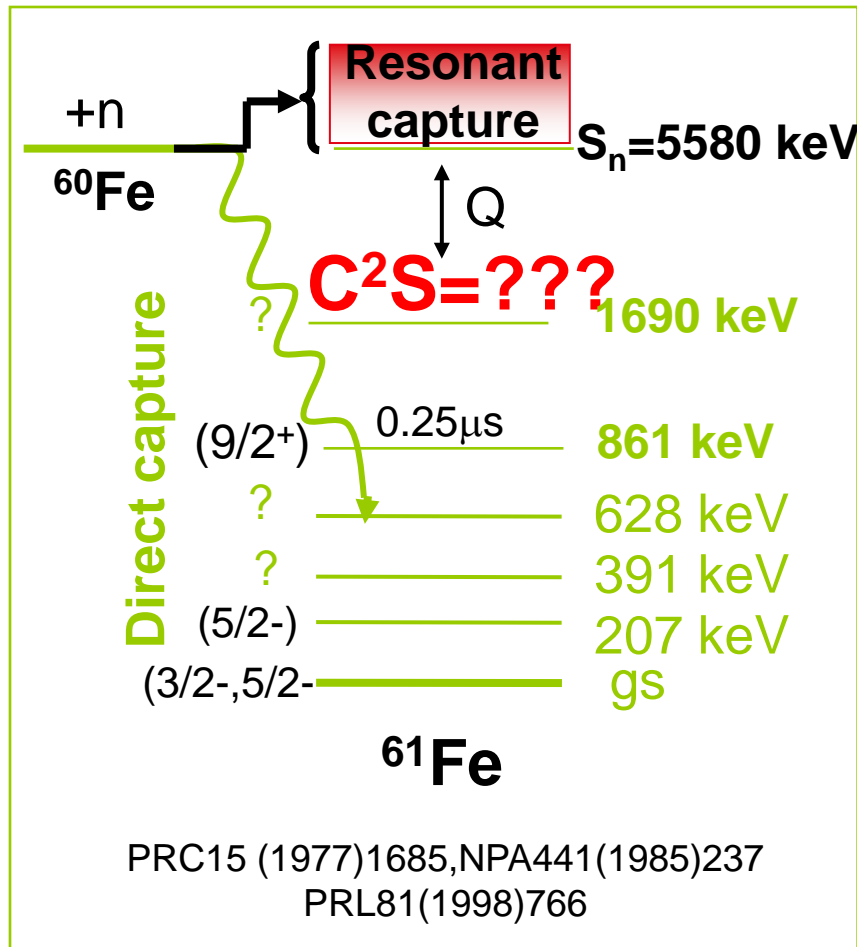 Resonant
capture
+n
⁶⁰Fe
Sₙ=5580 keV
Q
C²S=???
? 1690 keV
Direct capture
(9/2⁺) 0.25μs 861 keV
? 628 keV
? 391 keV
(5/2-) 207 keV
(3/2-,5/2- gs
⁶¹Fe
PRC15 (1977)1685,NPA441(1985)237
PRL81(1998)766